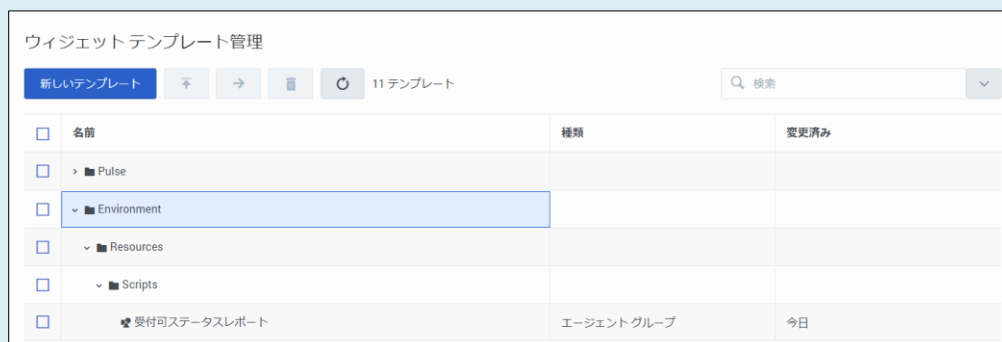 ウィジェット テンプレート管理
新しいテンプレート 11 テンプレート 検索
名前 種類 変更済み
Pulse
Environment
Resources
Scripts
受付可ステータスレポート エージェント グループ 今日